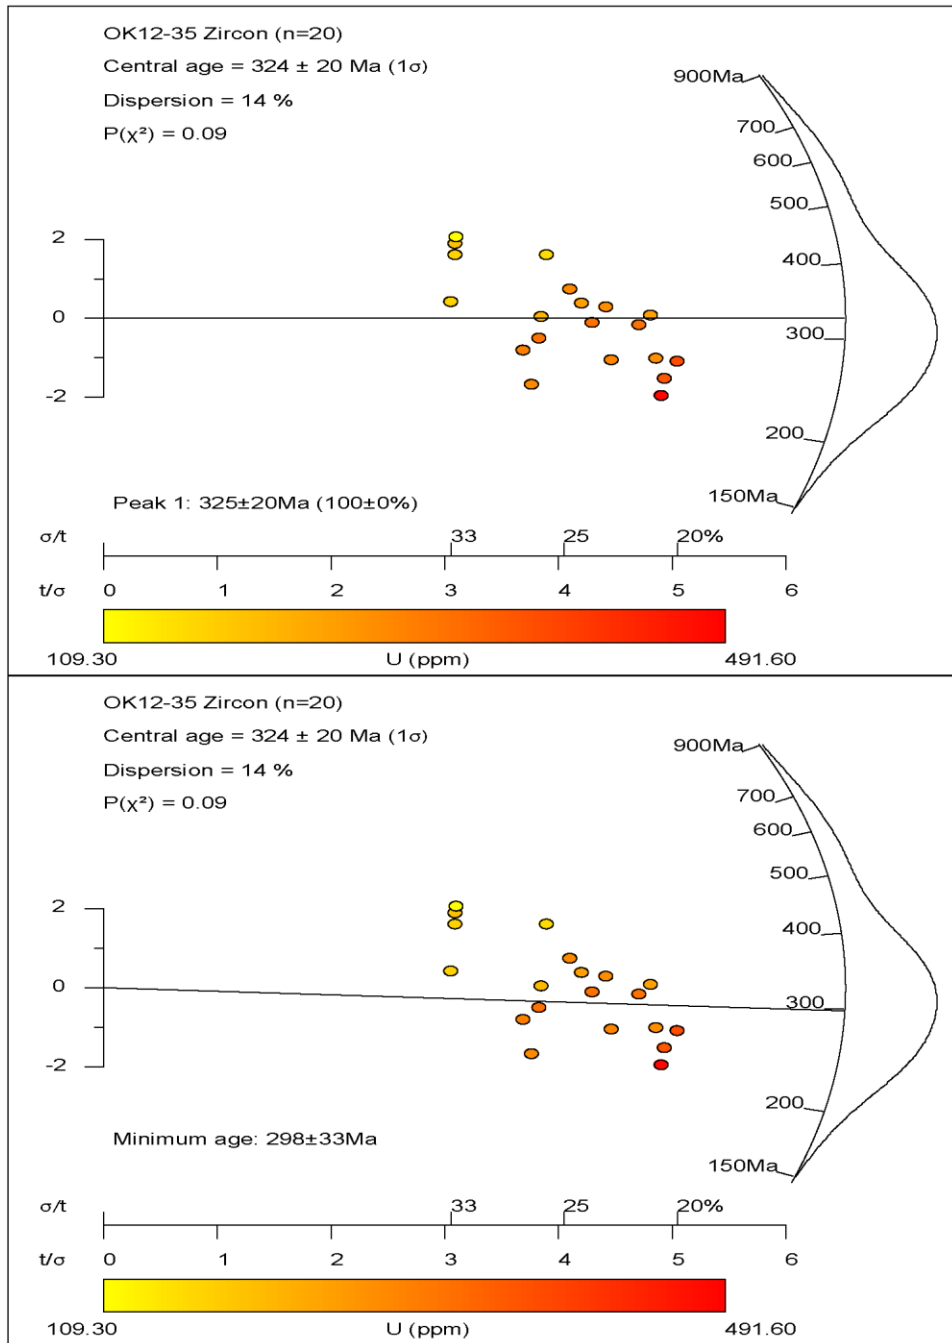 OK12-35 Zircon (n=20)
Central age = 324 ± 20 Ma (1σ)
Dispersion = 14 %
P(χ²) = 0.09
900Ma
700
600
500
400
300
200
150Ma
2
0
-2
Peak 1: 325±20Ma (100±0%)
σ/t
33
25
20%
t/σ
0
1
2
3
4
5
6
109.30
U (ppm)
491.60
OK12-35 Zircon (n=20)
Central age = 324 ± 20 Ma (1σ)
Dispersion = 14 %
P(χ²) = 0.09
900Ma
700
600
500
400
300
200
150Ma
2
0
-2
Minimum age: 298±33Ma
σ/t
33
25
20%
t/σ
0
1
2
3
4
5
6
109.30
U (ppm)
491.60